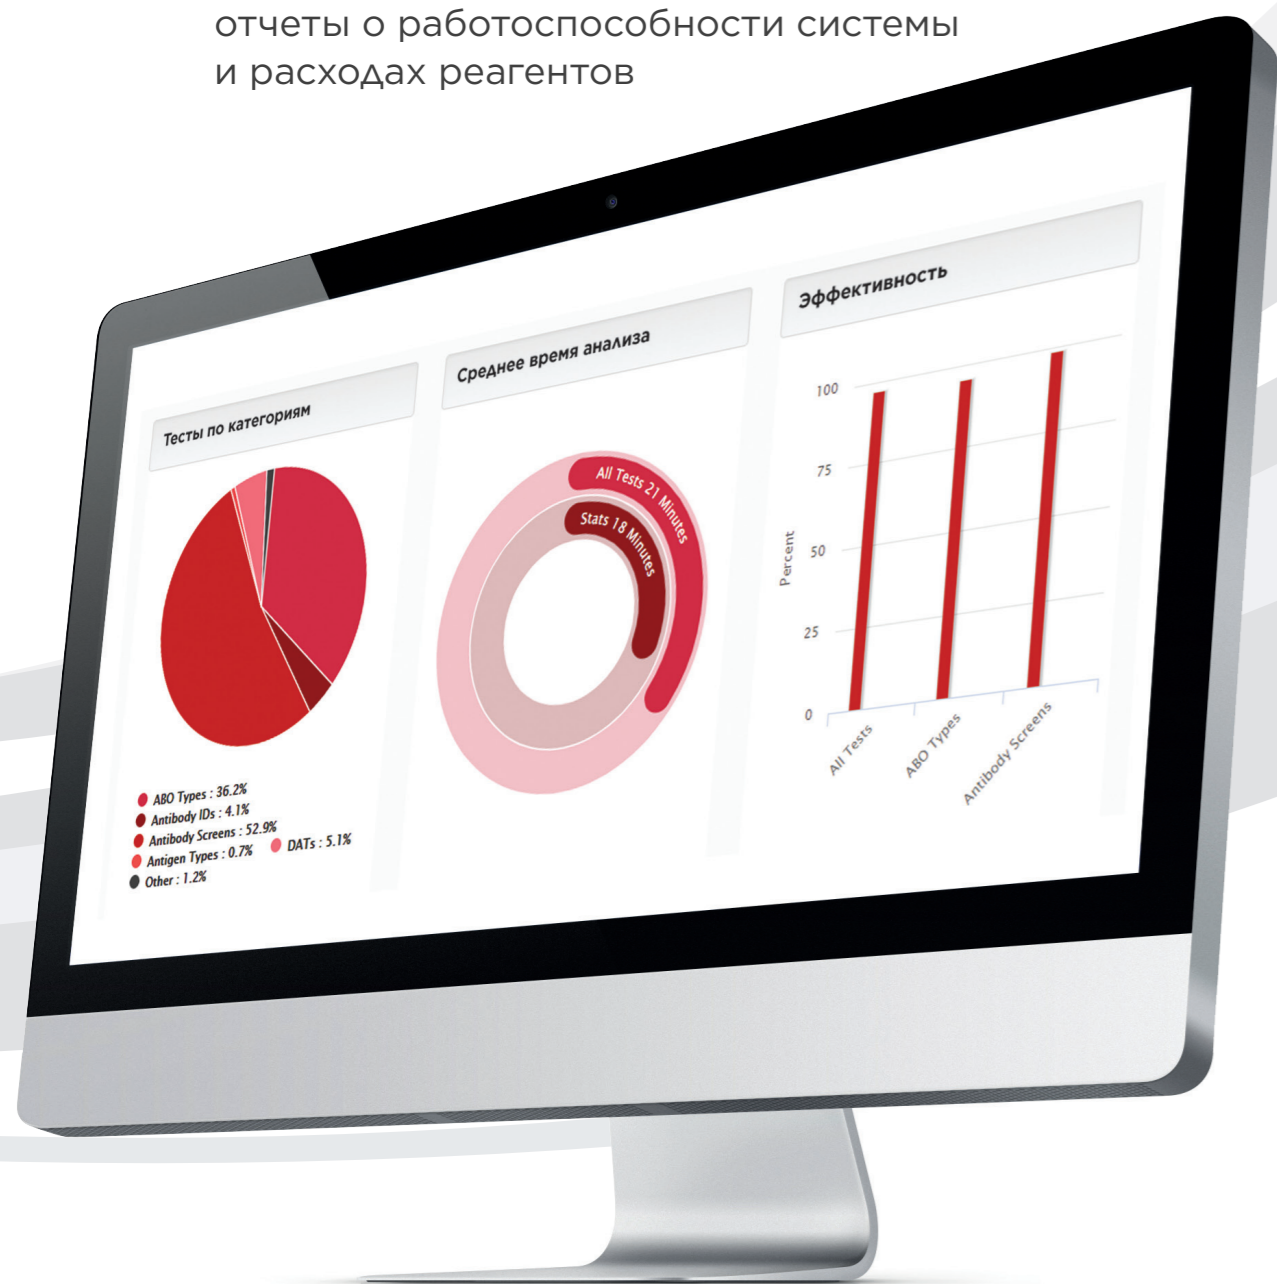 отчеты о работоспособности системы
и расходах реагентов
Тесты по категориям
ABO Types : 36.2%
Antibody IDs : 4.1%
Antibody Screens : 52.9%
Antigen Types : 0.7% DATs : 5.1%
Other : 1.2%
Среднее время анализа
All Tests 21 Minutes
Stats 18 Minutes
Эффективность
100
75
50
25
0
Percent
All Tests
ABO Types
Antibody Screens